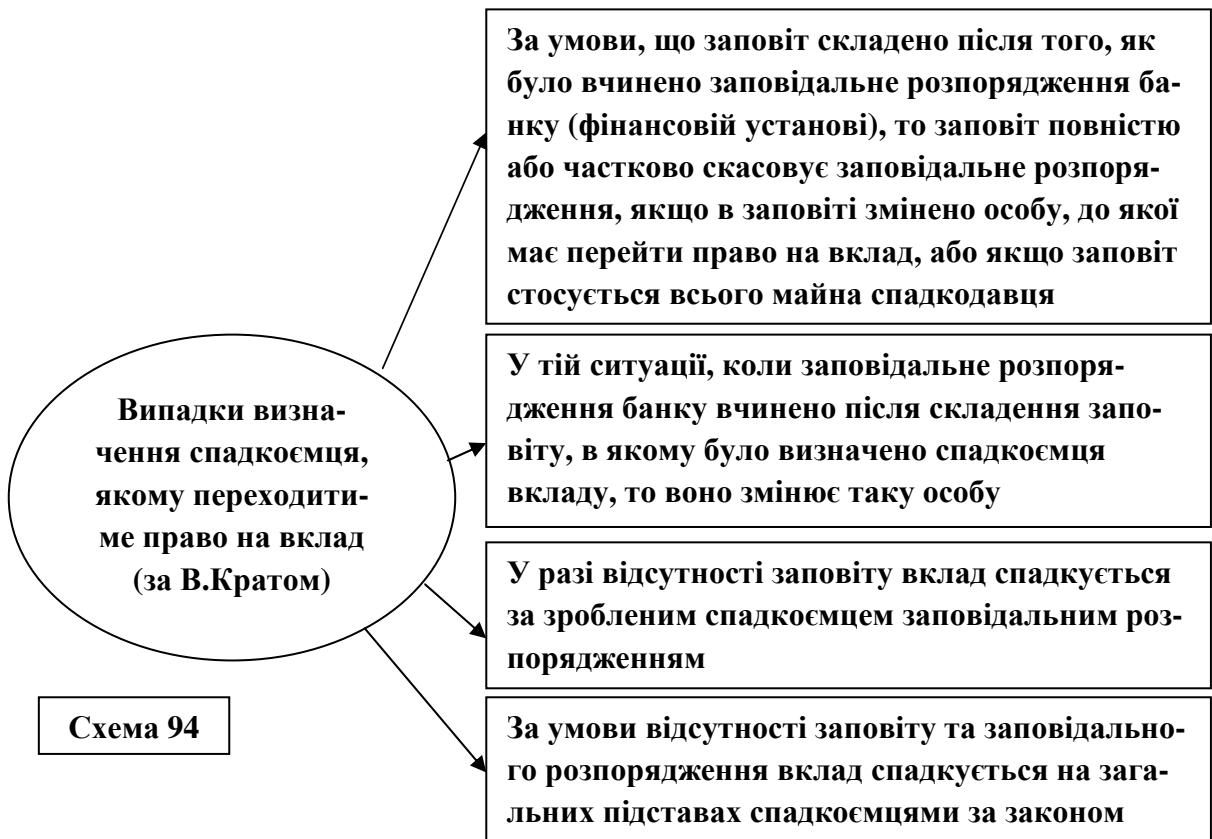 За умови, що заповіт складено після того, як
було вчинено заповідальне розпорядження ба-
нку (фінансовій установі), то заповіт повністю
або частково скасовує заповідальне розпоря-
дження, якщо в заповіті змінено особу, до якої
має перейти право на вклад, або якщо заповіт
стосується всього майна спадкодавця
Випадки визна-
чення спадкоємця,
якому переходити-
ме право на вклад
(за В.Кратом)
У тій ситуації, коли заповідальне розпоря-
дження банку вчинено після складення запо-
віту, в якому було визначено спадкоємця
вкладу, то воно змінює таку особу
У разі відсутності заповіту вклад спадкується
за зробленим спадкоємцем заповідальним роз-
порядженням
Схема 94
За умови відсутності заповіту та заповідально-
го розпорядження вклад спадкується на зага-
льних підставах спадкоємцями за законом